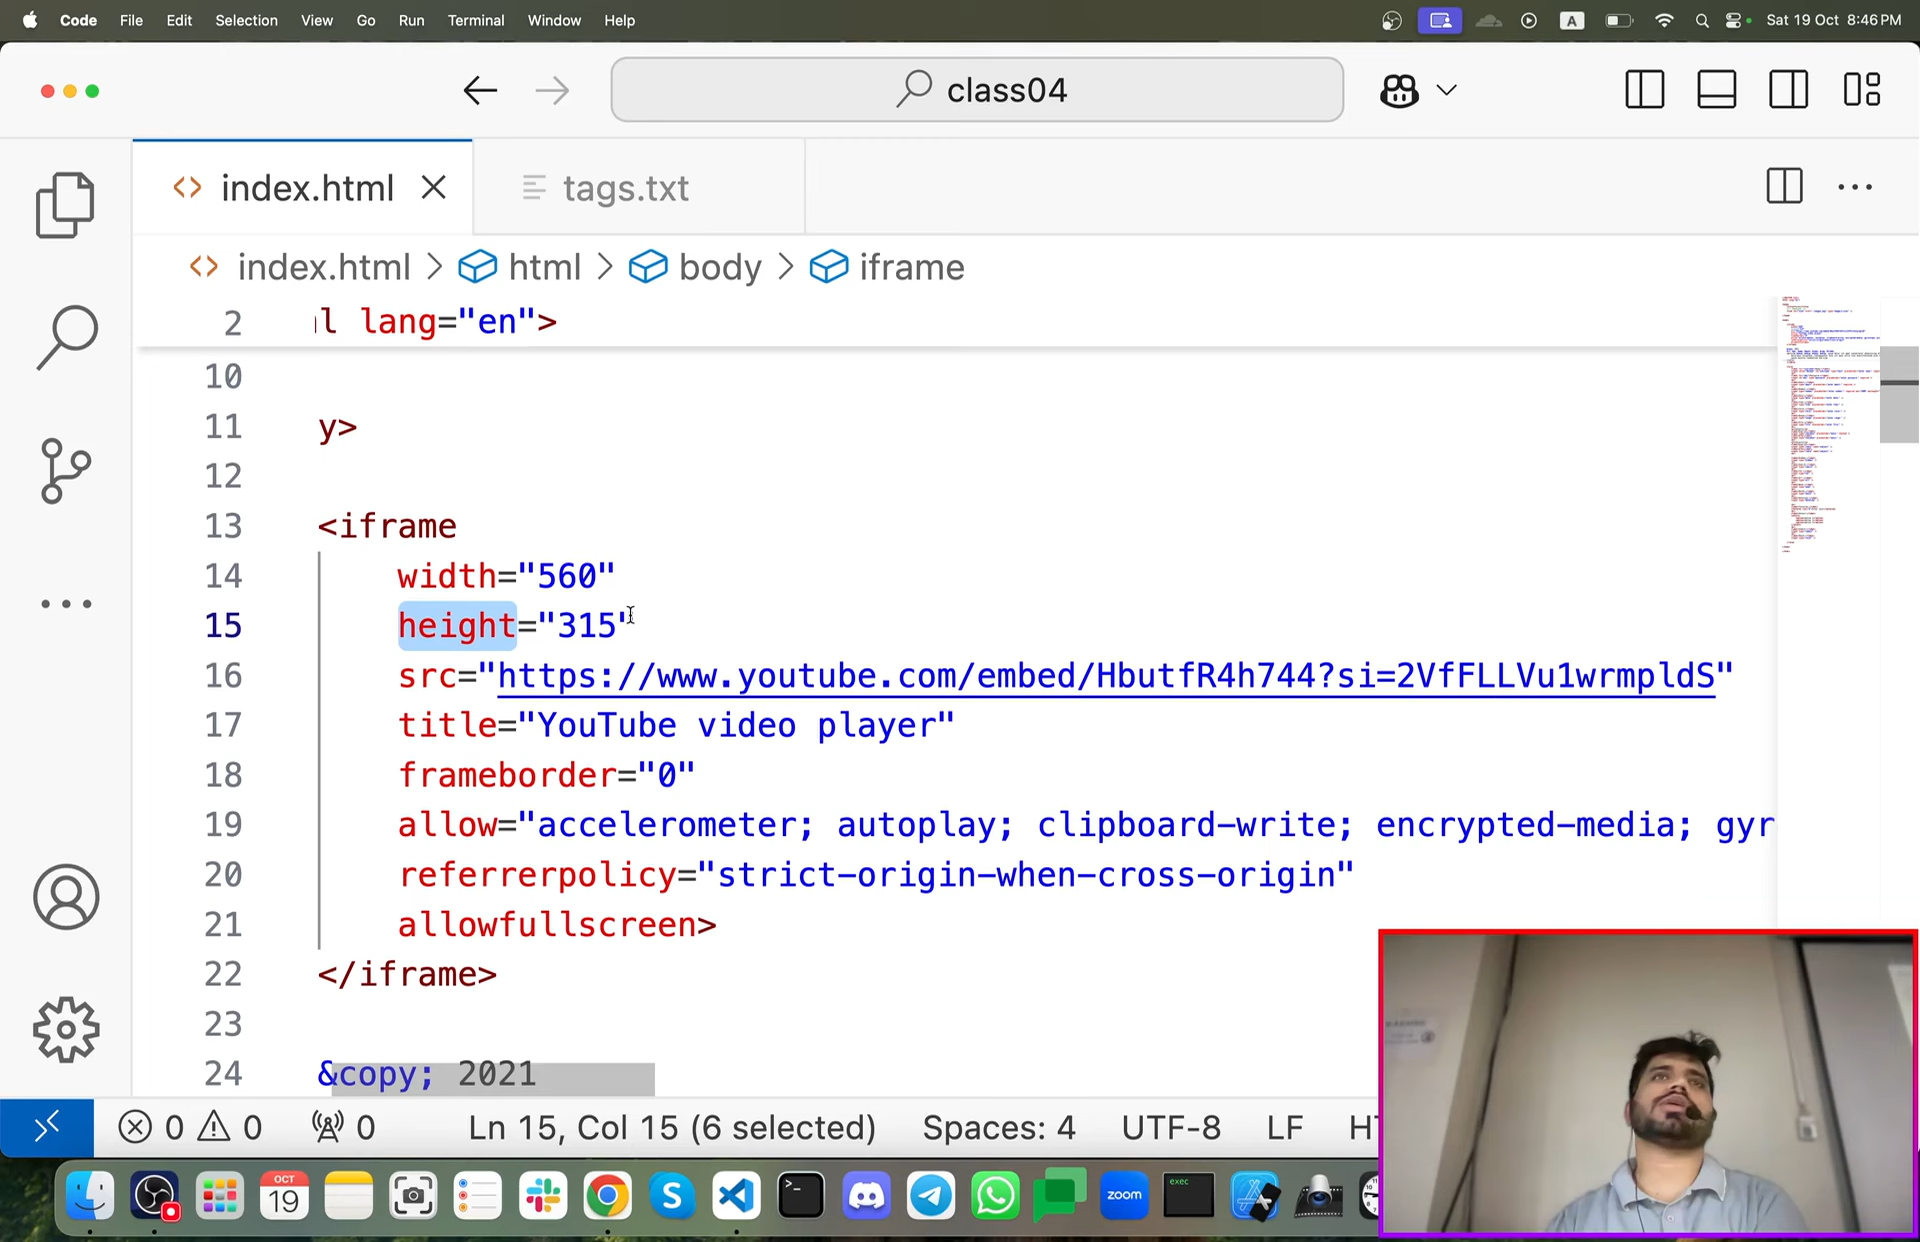 Code File Edit Selection View Go Run Terminal Window Help A Sat 19 Oct 8:46 PM
class04
index.html tags.txt
index.html > html > body > iframe
2 l lang="en">
10
11 y>
12
13 <iframe
14 width="560"
15 height="315"
16 src="https://www.youtube.com/embed/HbutfR4h744?si=2VfFLLVu1wrmpldS"
17 title="YouTube video player"
18 frameborder="0"
19 allow="accelerometer; autoplay; clipboard-write; encrypted-media; gyr
20 referrerpolicy="strict-origin-when-cross-origin"
21 allowfullscreen>
22 </iframe>
23
24 &copy; 2021
0 0 0 Ln 15, Col 15 (6 selected) Spaces: 4 UTF-8 LF
OCT
19
zoom
exec